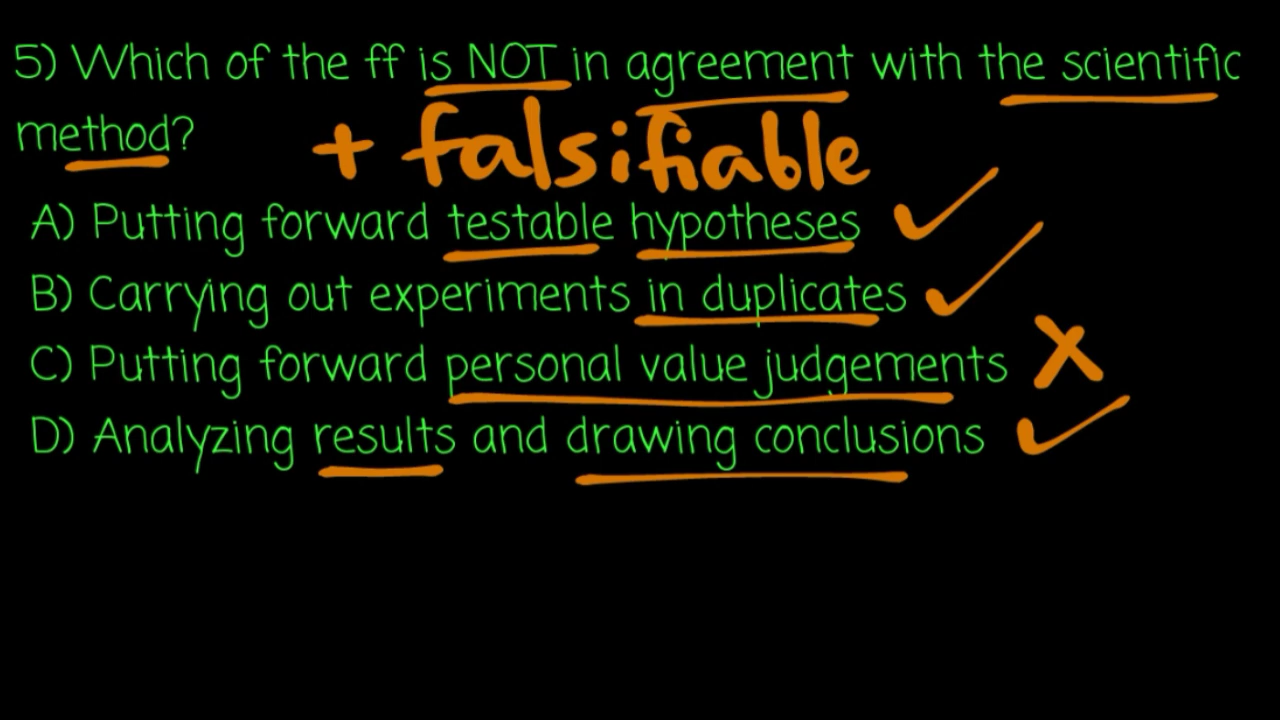 5) Which of the ff is NOT in agreement with the scientific
method?
+ falsifiable
A) Putting forward testable hypotheses
B) Carrying out experiments in duplicates
C) Putting forward personal value judgements
D) Analyzing results and drawing conclusions